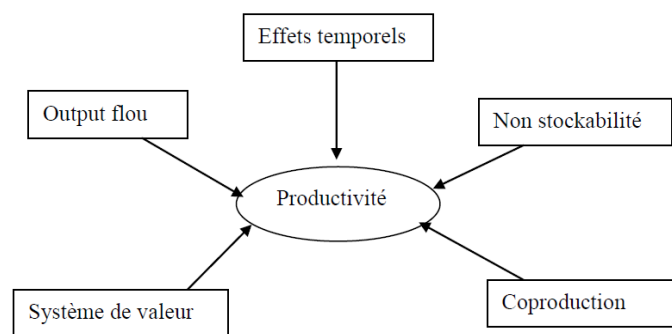 Effets temporels
Output flou
Non stockabilité
Productivité
Système de valeur
Coproduction